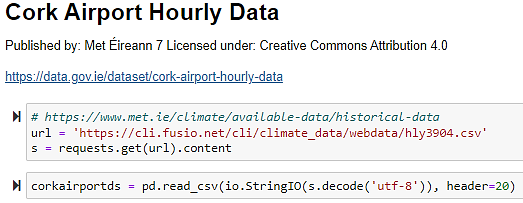 Cork Airport Hourly Data
Published by: Met Éireann 7 Licensed under: Creative Commons Attribution 4.0
https://data.gov.ie/dataset/cork-airport-hourly-data
# https://www.met.ie/climate/available-data/historical-data
url = 'https://cli.fusio.net/cli/climate_data/webdata/hly3904.csv'
s = requests.get(url).content
corkairportds = pd.read_csv(io.StringIO(s.decode('utf-8')), header=20)